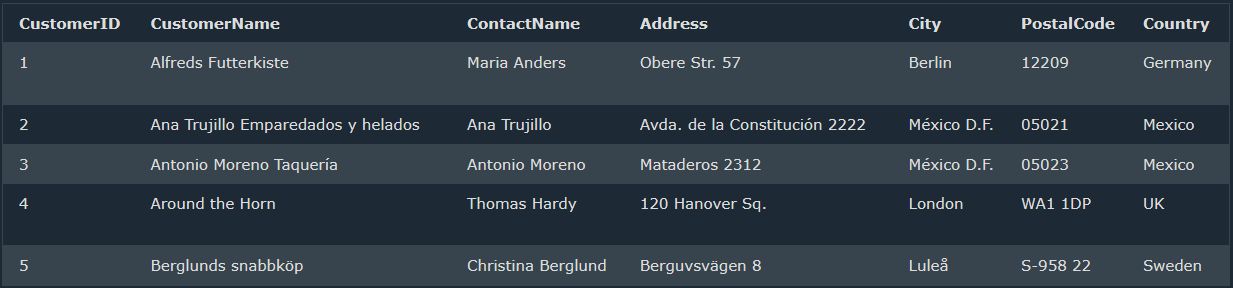 CustomerID CustomerName ContactName Address City PostalCode Country
1 Alfreds Futterkiste Maria Anders Obere Str. 57 Berlin 12209 Germany
2 Ana Trujillo Emparedados y helados Ana Trujillo Avda. de la Constitución 2222 México D.F. 05021 Mexico
3 Antonio Moreno Taquería Antonio Moreno Mataderos 2312 México D.F. 05023 Mexico
4 Around the Horn Thomas Hardy 120 Hanover Sq. London WA1 1DP UK
5 Berglunds snabbköp Christina Berglund Berguvsvägen 8 Luleå S-958 22 Sweden